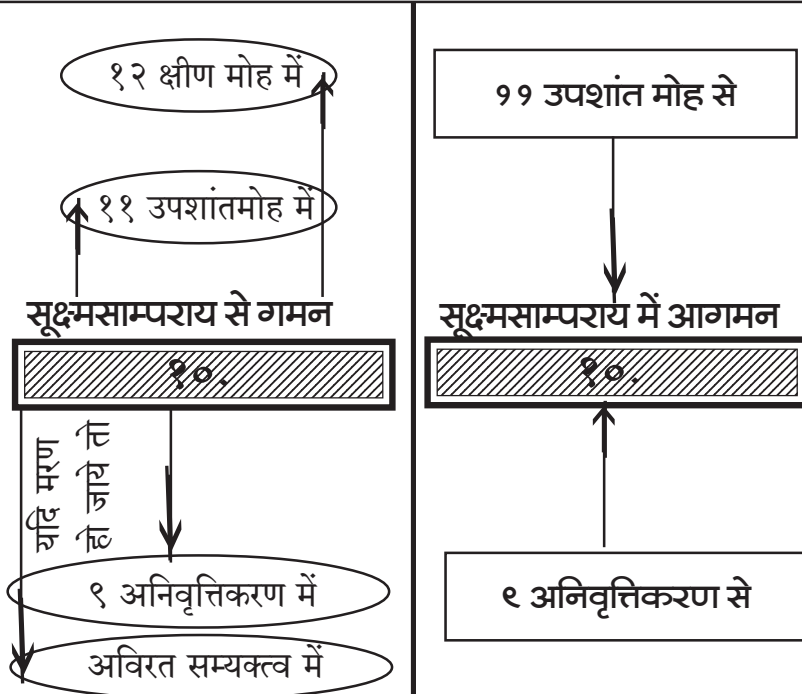 १२ क्षीण मोह में
११ उपशांतमोह में
सूक्ष्मसाम्पराय से गमन
१०.
यदि मरण
हो जाये तो
९ अनिवृत्तिकरण में
अविरत सम्यक्त्व में
११ उपशांत मोह से
सूक्ष्मसाम्पराय में आगमन
१०.
९ अनिवृत्तिकरण से